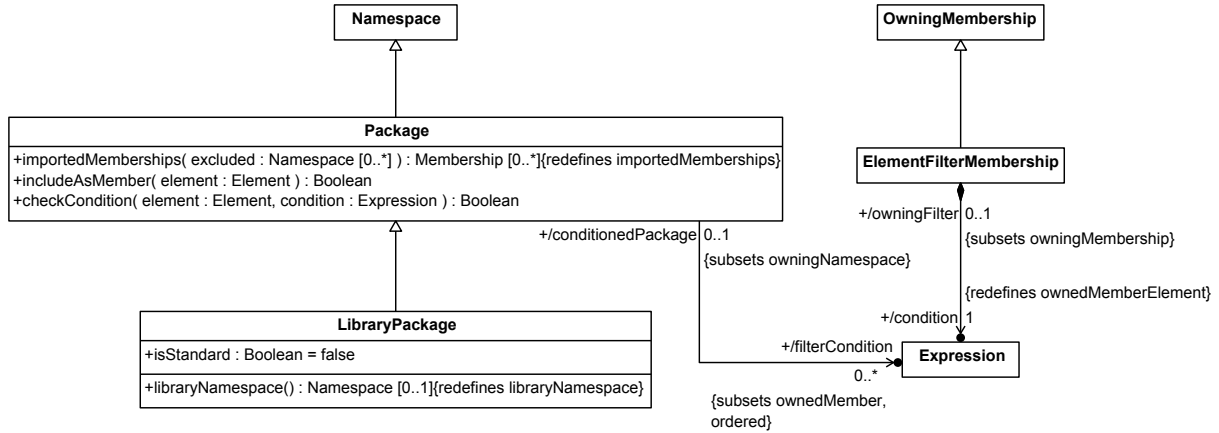 Namespace
OwningMembership
Package
+importedMemberships( excluded : Namespace [0..*] ) : Membership [0..*]{redefines importedMemberships}
+includeAsMember( element : Element ) : Boolean
+checkCondition( element : Element, condition : Expression ) : Boolean
ElementFilterMembership
+/owningFilter 0..1
{subsets owningMembership}
+/conditionedPackage 0..1
{subsets owningNamespace}
{redefines ownedMemberElement}
+/condition 1
LibraryPackage
+isStandard : Boolean = false
+libraryNamespace() : Namespace [0..1]{redefines libraryNamespace}
+/filterCondition
0..*
{subsets ownedMember,
ordered}
Expression